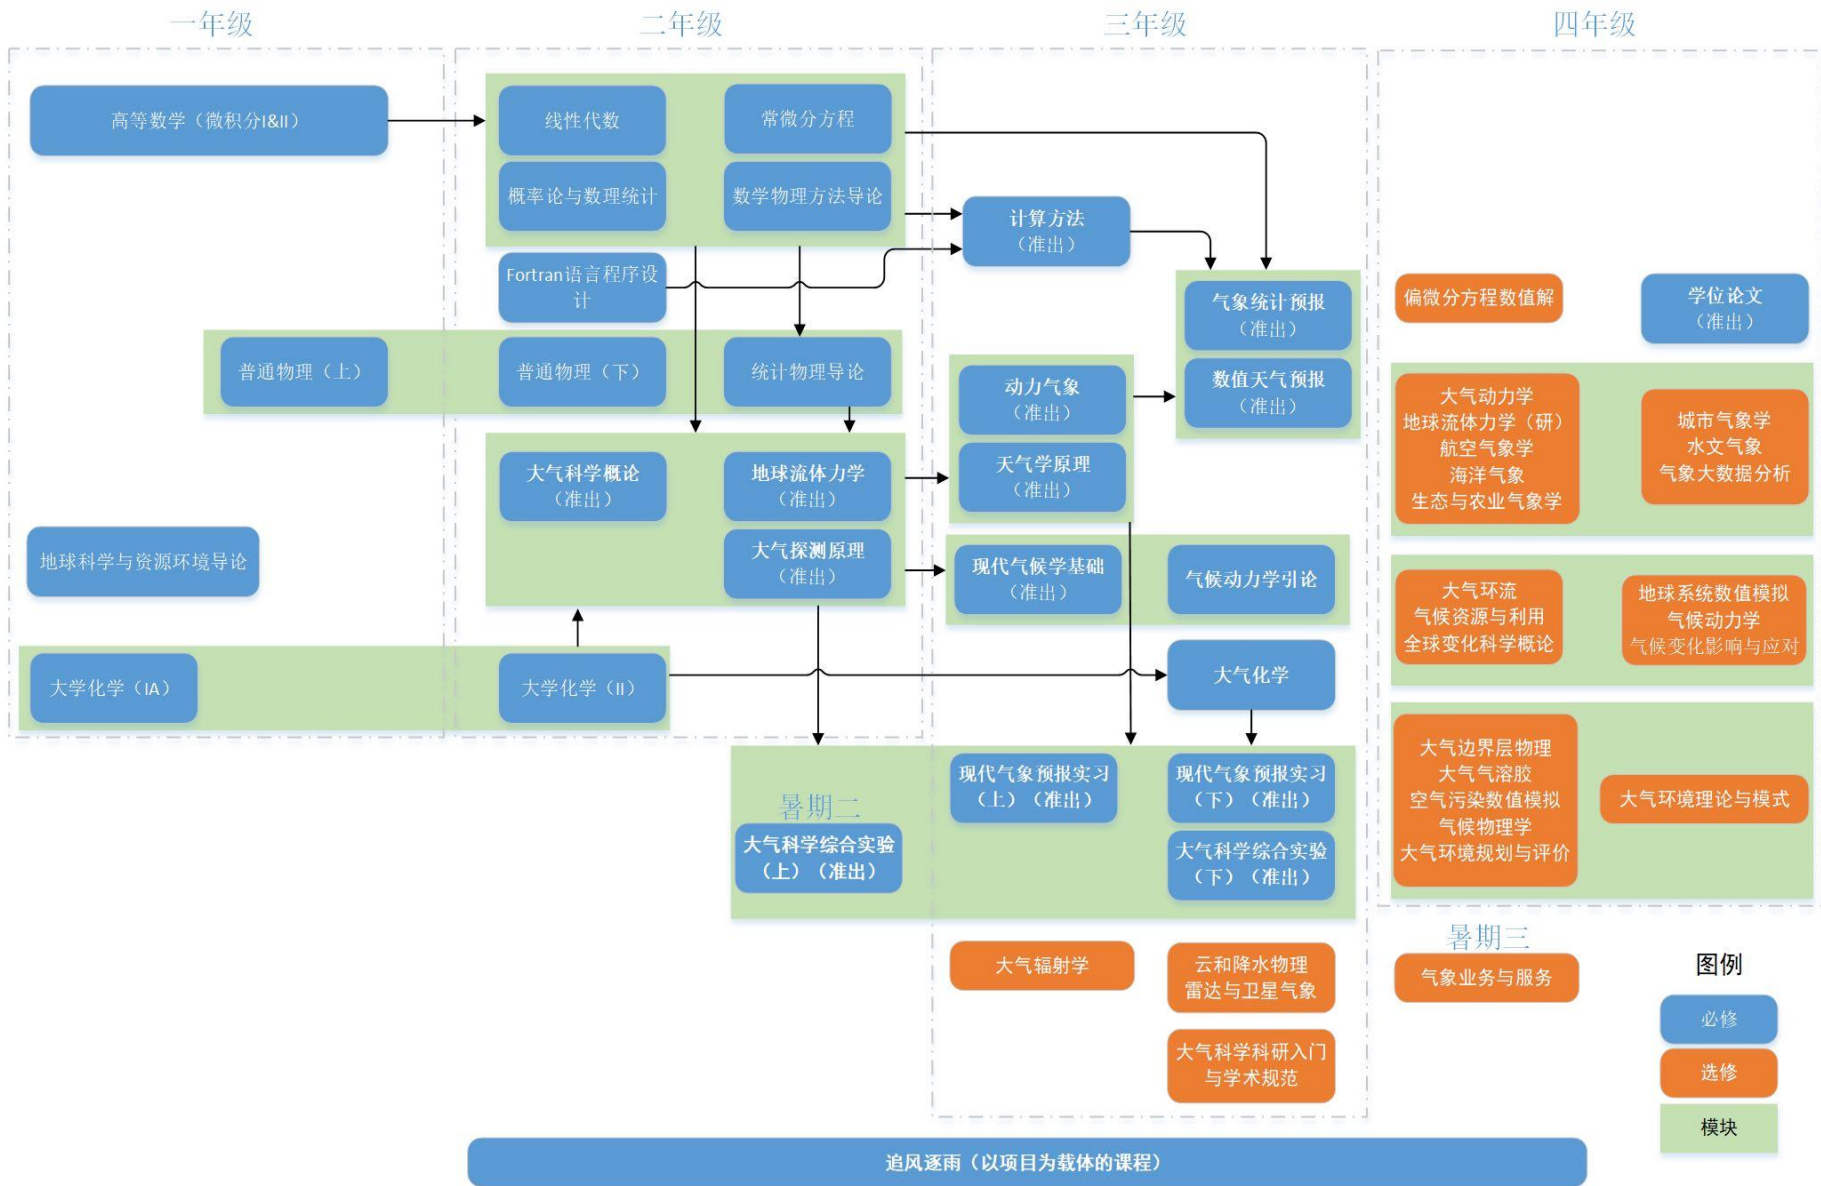 一年级
二年级
三年级
四年级
高等数学（微积分I&II）
线性代数
常微分方程
概率论与数理统计
数学物理方法导论
Fortran语言程序设
计
计算方法
（准出）
气象统计预报
（准出）
数值天气预报
（准出）
偏微分方程数值解
学位论文
（准出）
普通物理（上）
普通物理（下）
统计物理导论
动力气象
（准出）
天气学原理
（准出）
大气动力学
地球流体力学（研）
航空气象学
海洋气象
生态与农业气象学
城市气象学
水文气象
气象大数据分析
大气科学概论
（准出）
地球流体力学
（准出）
大气探测原理
（准出）
地球科学与资源环境导论
现代气候学基础
（准出）
气候动力学引论
大气环流
气候资源与利用
全球变化科学概论
地球系统数值模拟
气候动力学
气候变化影响与应对
大学化学（IA）
大学化学（II）
大气化学
暑期二
大气科学综合实验
（上）（准出）
现代气象预报实习
（上）（准出）
现代气象预报实习
（下）（准出）
大气科学综合实验
（下）（准出）
大气边界层物理
大气气溶胶
空气污染数值模拟
气候物理学
大气环境规划与评价
大气环境理论与模式
大气辐射学
云和降水物理
雷达与卫星气象
大气科学科研入门
与学术规范
暑期三
气象业务与服务
图例
必修
选修
模块
追风逐雨（以项目为载体的课程）